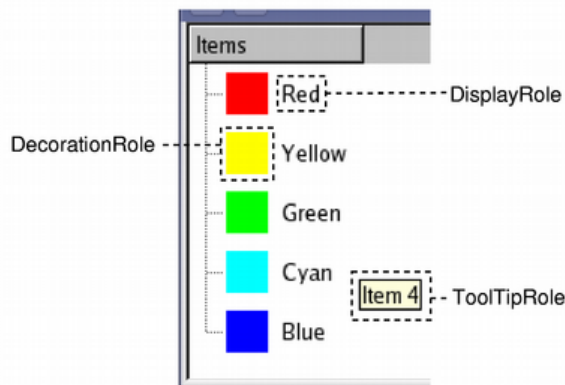 Items
Red
DisplayRole
DecorationRole
Yellow
Green
Cyan
Item 4
ToolTipRole
Blue